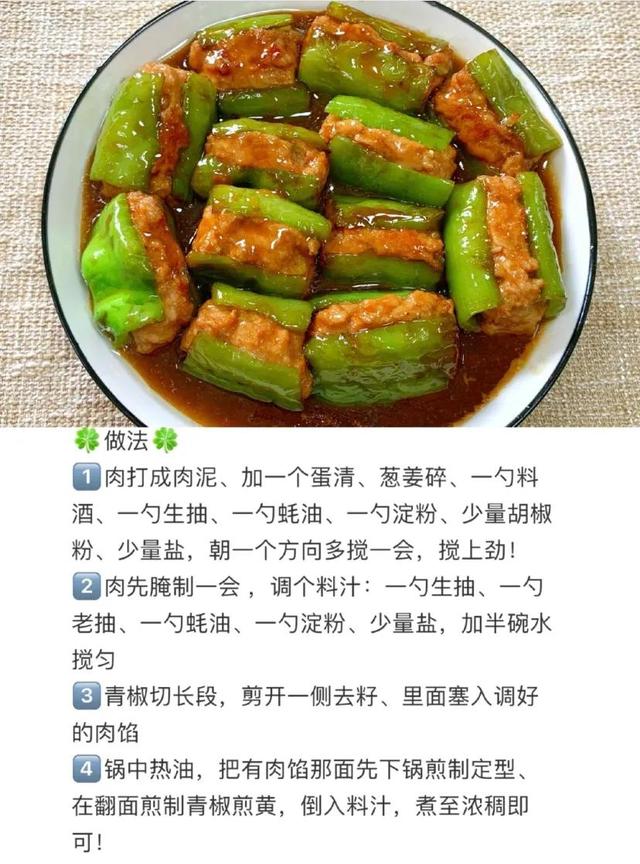 🍀做法🍀
1️⃣肉打成肉泥、加一个蛋清、葱姜碎、一勺料
酒、一勺生抽、一勺蚝油、一勺淀粉、少量胡椒
粉、少量盐，朝一个方向多搅一会，搅上劲！
2️⃣肉先腌制一会 ，调个料汁：一勺生抽、一勺
老抽、一勺蚝油、一勺淀粉、少量盐，加半碗水
搅匀
3️⃣青椒切长段，剪开一侧去籽、里面塞入调好
的肉馅
4️⃣锅中热油，把有肉馅那面先下锅煎制定型、
在翻面煎制青椒煎黄，倒入料汁，煮至浓稠即
可！